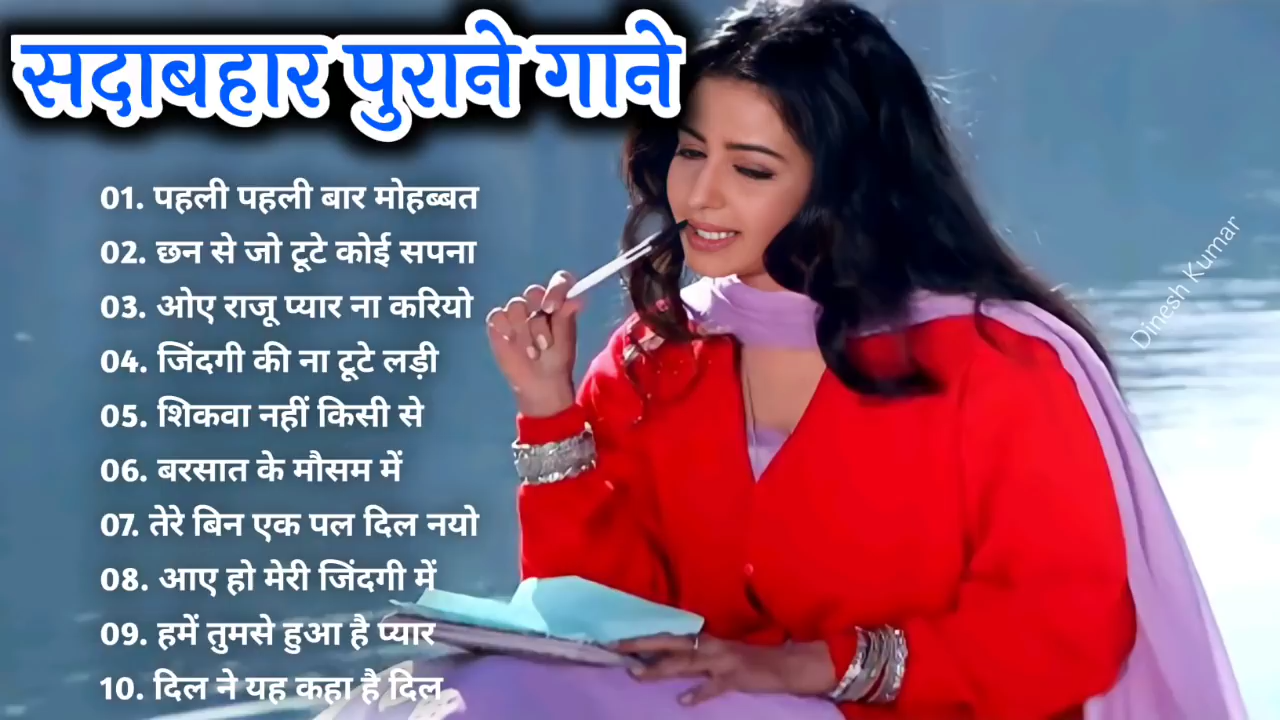 सदाबहार पुराने गाने
01. पहली पहली बार मोहब्बत
02. छन से जो टूटे कोई सपना
03. ओए राजू प्यार ना करियो
04. जिंदगी की ना टूटे लड़ी
05. शिकवा नहीं किसी से
06. बरसात के मौसम में
07. तेरे बिन एक पल दिल नयो
08. आए हो मेरी जिंदगी में
09. हमें तुमसे हुआ है प्यार
10. दिल ने यह कहा है दिल
Dinesh Kumar